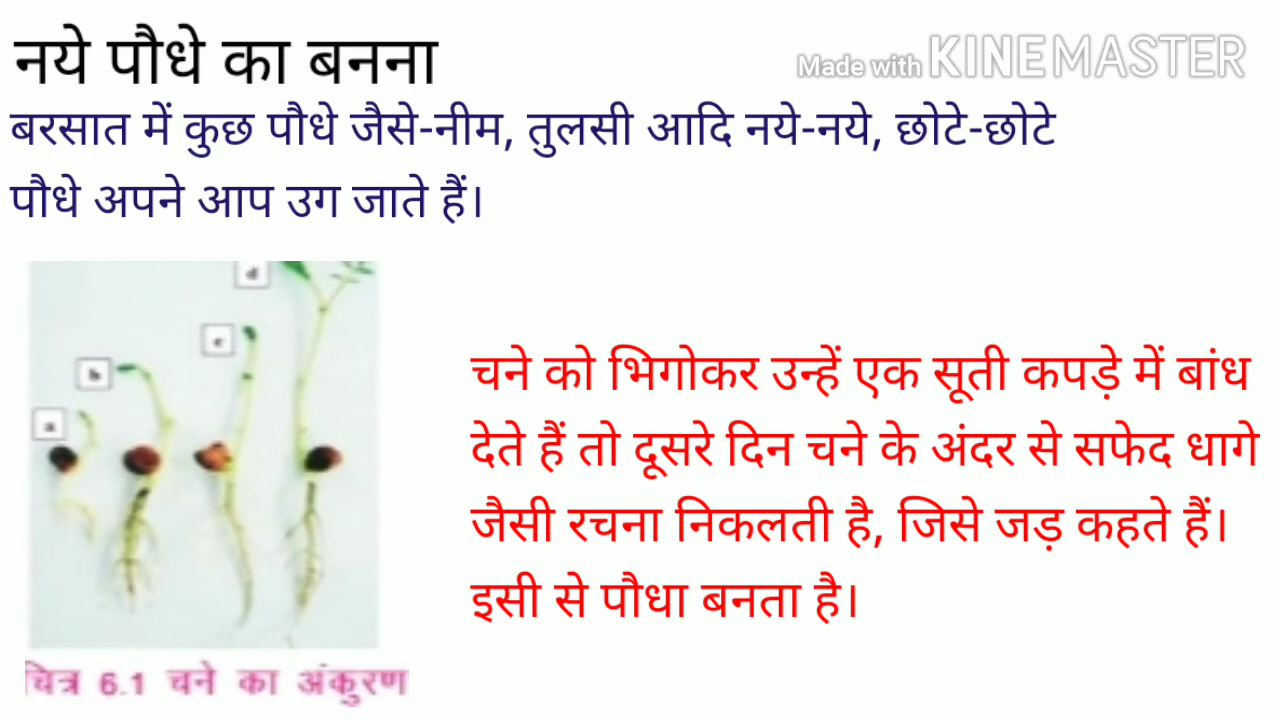 नये पौधे का बनना
Made with KINEMASTER
बरसात में कुछ पौधे जैसे-नीम, तुलसी आदि नये-नये, छोटे-छोटे
पौधे अपने आप उग जाते हैं।
d
c
b
a
चने को भिगोकर उन्हें एक सूती कपड़े में बांध
देते हैं तो दूसरे दिन चने के अंदर से सफेद धागे
जैसी रचना निकलती है, जिसे जड़ कहते हैं।
इसी से पौधा बनता है।
चित्र 6.1 चने का अंकुरण